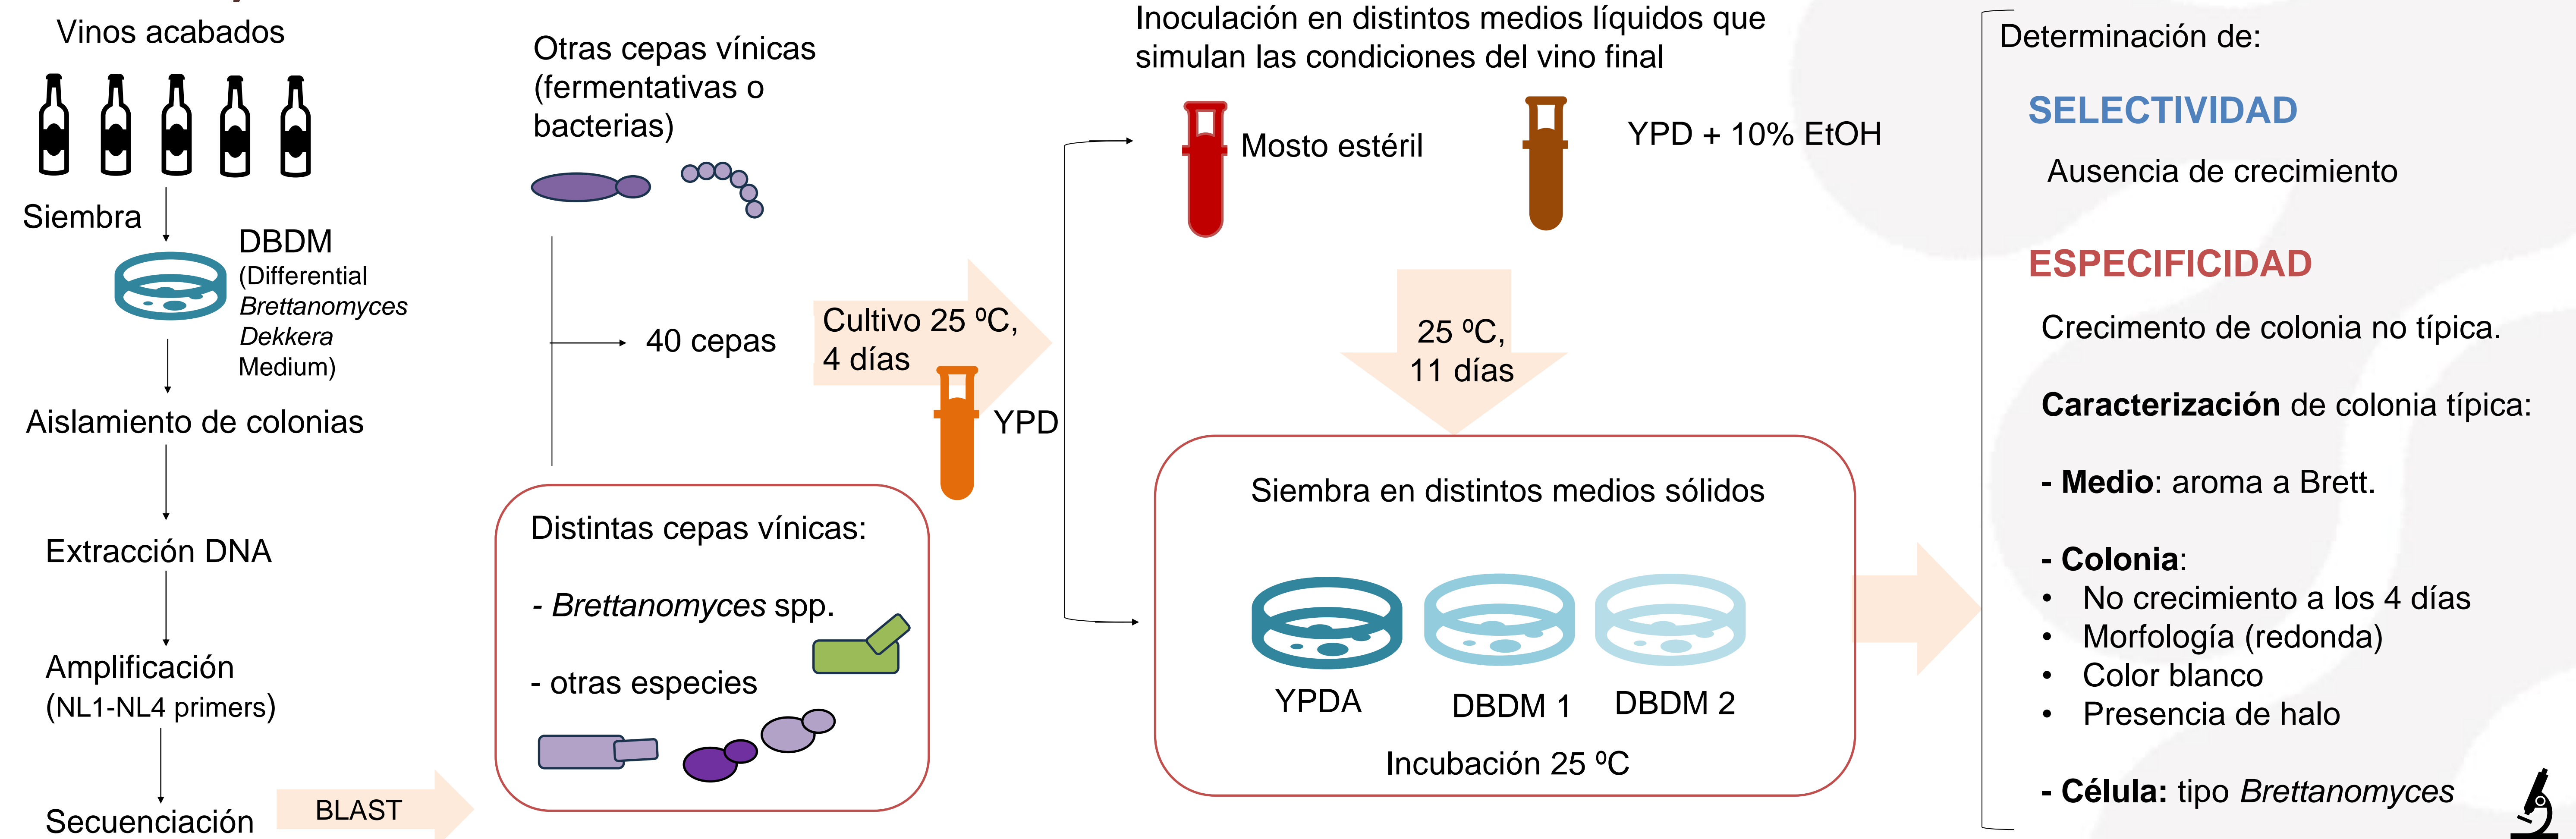 Vinos acabados
Siembra
DBDM
(Differential
Brettanomyces
Dekkera
Medium)
Aislamiento de colonias
Extracción DNA
Amplificación
(NL1-NL4 primers)
Secuenciación
BLAST
Otras cepas vínicas
(fermentativas o
bacterias)
40 cepas
Distintas cepas vínicas:
- Brettanomyces spp.
- otras especies
Cultivo 25 ºC,
4 días
YPD
Inoculación en distintos medios líquidos que
simulan las condiciones del vino final
Mosto estéril
YPD + 10% EtOH
25 ºC,
11 días
Siembra en distintos medios sólidos
YPDA
DBDM 1
DBDM 2
Incubación 25 ºC
Determinación de:
SELECTIVIDAD
Ausencia de crecimiento
ESPECIFICIDAD
Crecimento de colonia no típica.
Caracterización de colonia típica:
- Medio: aroma a Brett.
- Colonia:
• No crecimiento a los 4 días
• Morfología (redonda)
• Color blanco
• Presencia de halo
- Célula: tipo Brettanomyces